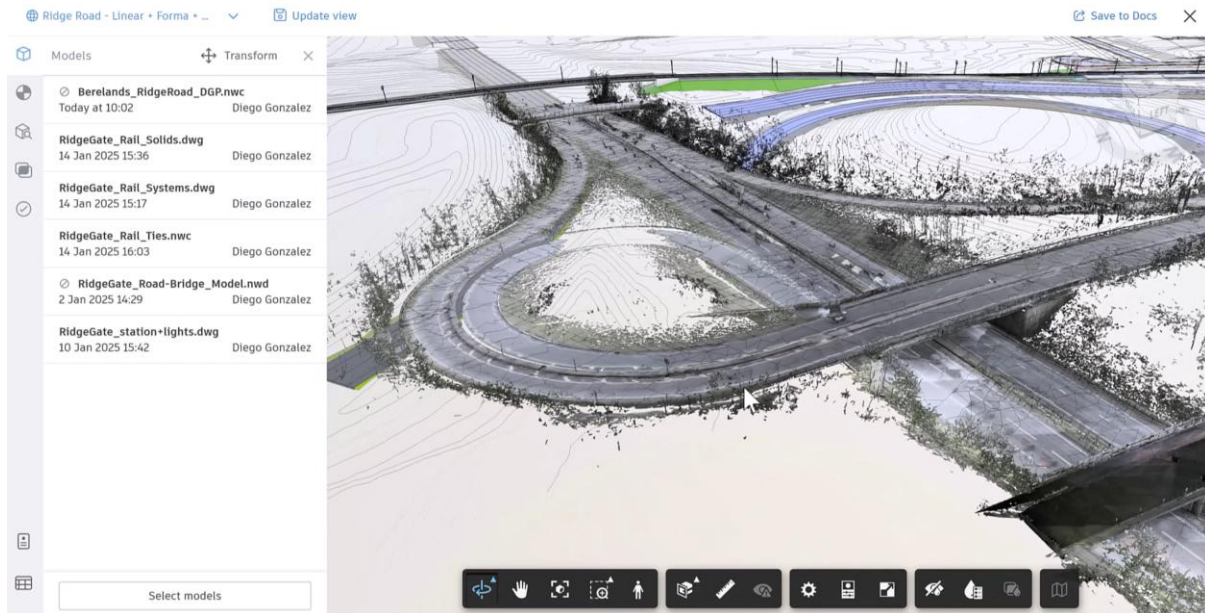 Ridge Road - Linear + Forma + ...
Update view
Save to Docs
Models
Transform
Berelands_RidgeRoad_DGP.nwc
Today at 10:02 Diego Gonzalez
RidgeGate_Rail_Solids.dwg
14 Jan 2025 15:36 Diego Gonzalez
RidgeGate_Rail_Systems.dwg
14 Jan 2025 15:17 Diego Gonzalez
RidgeGate_Rail_Ties.nwc
14 Jan 2025 16:03 Diego Gonzalez
RidgeGate_Road-Bridge_Model.nwd
2 Jan 2025 14:29 Diego Gonzalez
RidgeGate_station+lights.dwg
10 Jan 2025 15:42 Diego Gonzalez
Select models